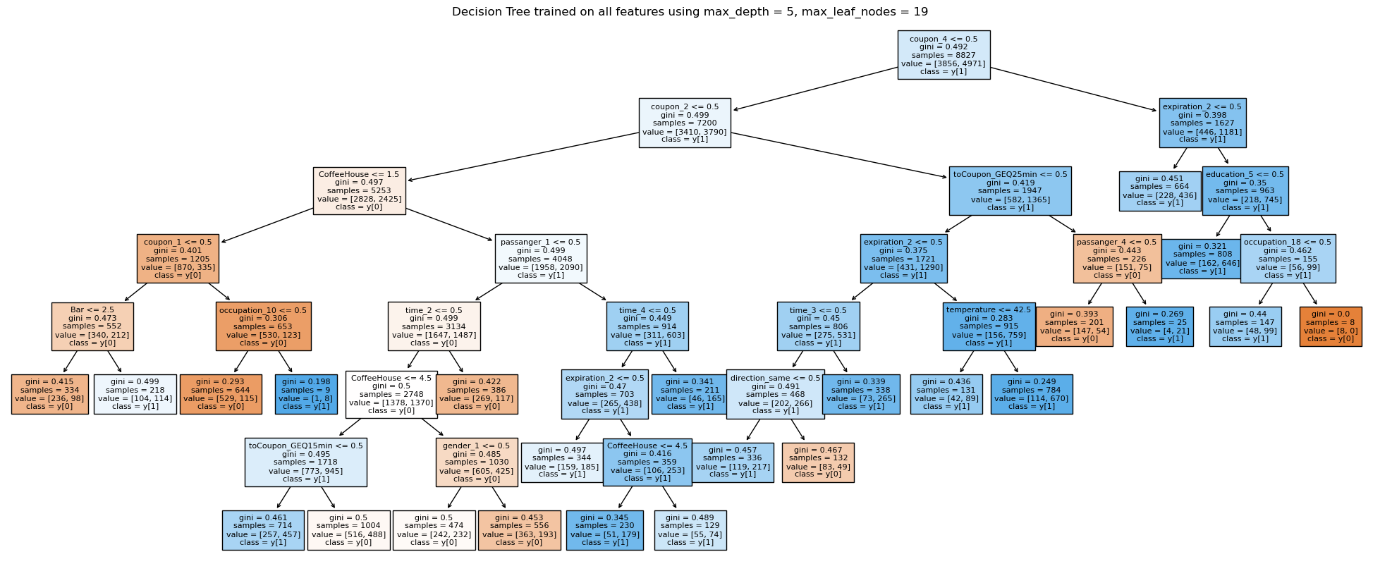 Decision Tree trained on all features using max_depth = 5, max_leaf_nodes = 19
coupon_4 <= 0.5
gini = 0.492
samples = 8827
value = [3856, 4971]
class = y[1]
coupon_2 <= 0.5
gini = 0.499
samples = 7200
value = [3410, 3790]
class = y[1]
expiration_2 <= 0.5
gini = 0.398
samples = 1627
value = [446, 1181]
class = y[1]
CoffeeHouse <= 1.5
gini = 0.497
samples = 5253
value = [2828, 2425]
class = y[0]
toCoupon_GEQ25min <= 0.5
gini = 0.419
samples = 1947
value = [582, 1365]
class = y[1]
gini = 0.451
samples = 664
value = [228, 436]
class = y[1]
education_5 <= 0.5
gini = 0.35
samples = 963
value = [218, 745]
class = y[1]
coupon_1 <= 0.5
gini = 0.401
samples = 1205
value = [870, 335]
class = y[0]
passanger_1 <= 0.5
gini = 0.499
samples = 4048
value = [1958, 2090]
class = y[1]
expiration_2 <= 0.5
gini = 0.375
samples = 1721
value = [431, 1290]
class = y[1]
passanger_4 <= 0.5
gini = 0.443
samples = 226
value = [151, 75]
class = y[0]
gini = 0.321
samples = 808
value = [162, 646]
class = y[1]
occupation_18 <= 0.5
gini = 0.462
samples = 155
value = [56, 99]
class = y[1]
Bar <= 2.5
gini = 0.473
samples = 552
value = [340, 212]
class = y[0]
occupation_10 <= 0.5
gini = 0.306
samples = 653
value = [530, 123]
class = y[0]
time_2 <= 0.5
gini = 0.499
samples = 3134
value = [1647, 1487]
class = y[0]
time_4 <= 0.5
gini = 0.449
samples = 914
value = [311, 603]
class = y[1]
time_3 <= 0.5
gini = 0.45
samples = 806
value = [275, 531]
class = y[1]
temperature <= 42.5
gini = 0.283
samples = 915
value = [156, 759]
class = y[1]
gini = 0.393
samples = 201
value = [147, 54]
class = y[0]
gini = 0.269
samples = 25
value = [4, 21]
class = y[1]
gini = 0.44
samples = 147
value = [48, 99]
class = y[1]
gini = 0.0
samples = 8
value = [8, 0]
class = y[0]
gini = 0.415
samples = 334
value = [236, 98]
class = y[0]
gini = 0.499
samples = 218
value = [104, 114]
class = y[1]
gini = 0.293
samples = 644
value = [529, 115]
class = y[0]
gini = 0.198
samples = 9
value = [1, 8]
class = y[1]
CoffeeHouse <= 4.5
gini = 0.5
samples = 2748
value = [1378, 1370]
class = y[0]
gini = 0.422
samples = 386
value = [269, 117]
class = y[0]
expiration_2 <= 0.5
gini = 0.47
samples = 703
value = [265, 438]
class = y[1]
gini = 0.341
samples = 211
value = [46, 165]
class = y[1]
direction_same <= 0.5
gini = 0.491
samples = 468
value = [202, 266]
class = y[1]
gini = 0.339
samples = 338
value = [73, 265]
class = y[1]
gini = 0.436
samples = 131
value = [42, 89]
class = y[1]
gini = 0.249
samples = 784
value = [114, 670]
class = y[1]
toCoupon_GEQ15min <= 0.5
gini = 0.495
samples = 1718
value = [773, 945]
class = y[1]
gender_1 <= 0.5
gini = 0.485
samples = 1030
value = [605, 425]
class = y[0]
gini = 0.497
samples = 344
value = [159, 185]
class = y[1]
CoffeeHouse <= 4.5
gini = 0.416
samples = 359
value = [106, 253]
class = y[1]
gini = 0.457
samples = 336
value = [119, 217]
class = y[1]
gini = 0.467
samples = 132
value = [83, 49]
class = y[0]
gini = 0.461
samples = 714
value = [257, 457]
class = y[1]
gini = 0.5
samples = 1004
value = [516, 488]
class = y[0]
gini = 0.5
samples = 474
value = [242, 232]
class = y[0]
gini = 0.453
samples = 556
value = [363, 193]
class = y[0]
gini = 0.345
samples = 230
value = [51, 179]
class = y[1]
gini = 0.489
samples = 129
value = [55, 74]
class = y[1]